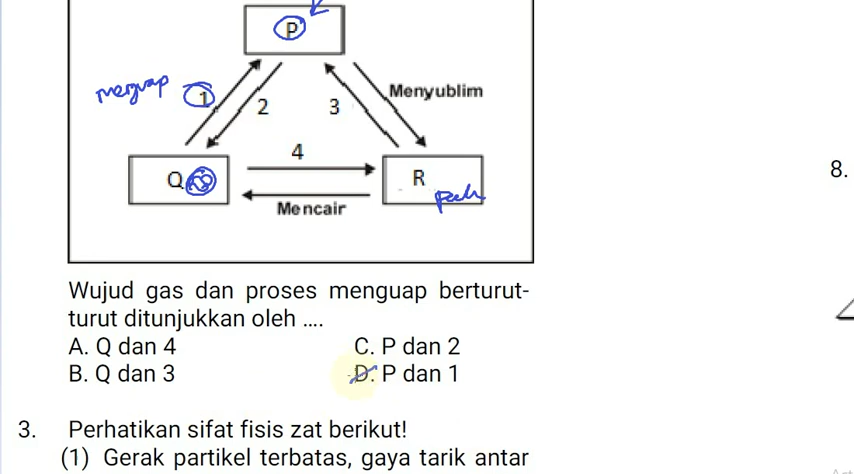 P
menguap 1
2 3 Menyublim
4
Q R
padat
Mencair
8.
Wujud gas dan proses menguap berturut-
turut ditunjukkan oleh ....
A. Q dan 4 C. P dan 2
B. Q dan 3 D. P dan 1
3. Perhatikan sifat fisis zat berikut!
(1) Gerak partikel terbatas, gaya tarik antar